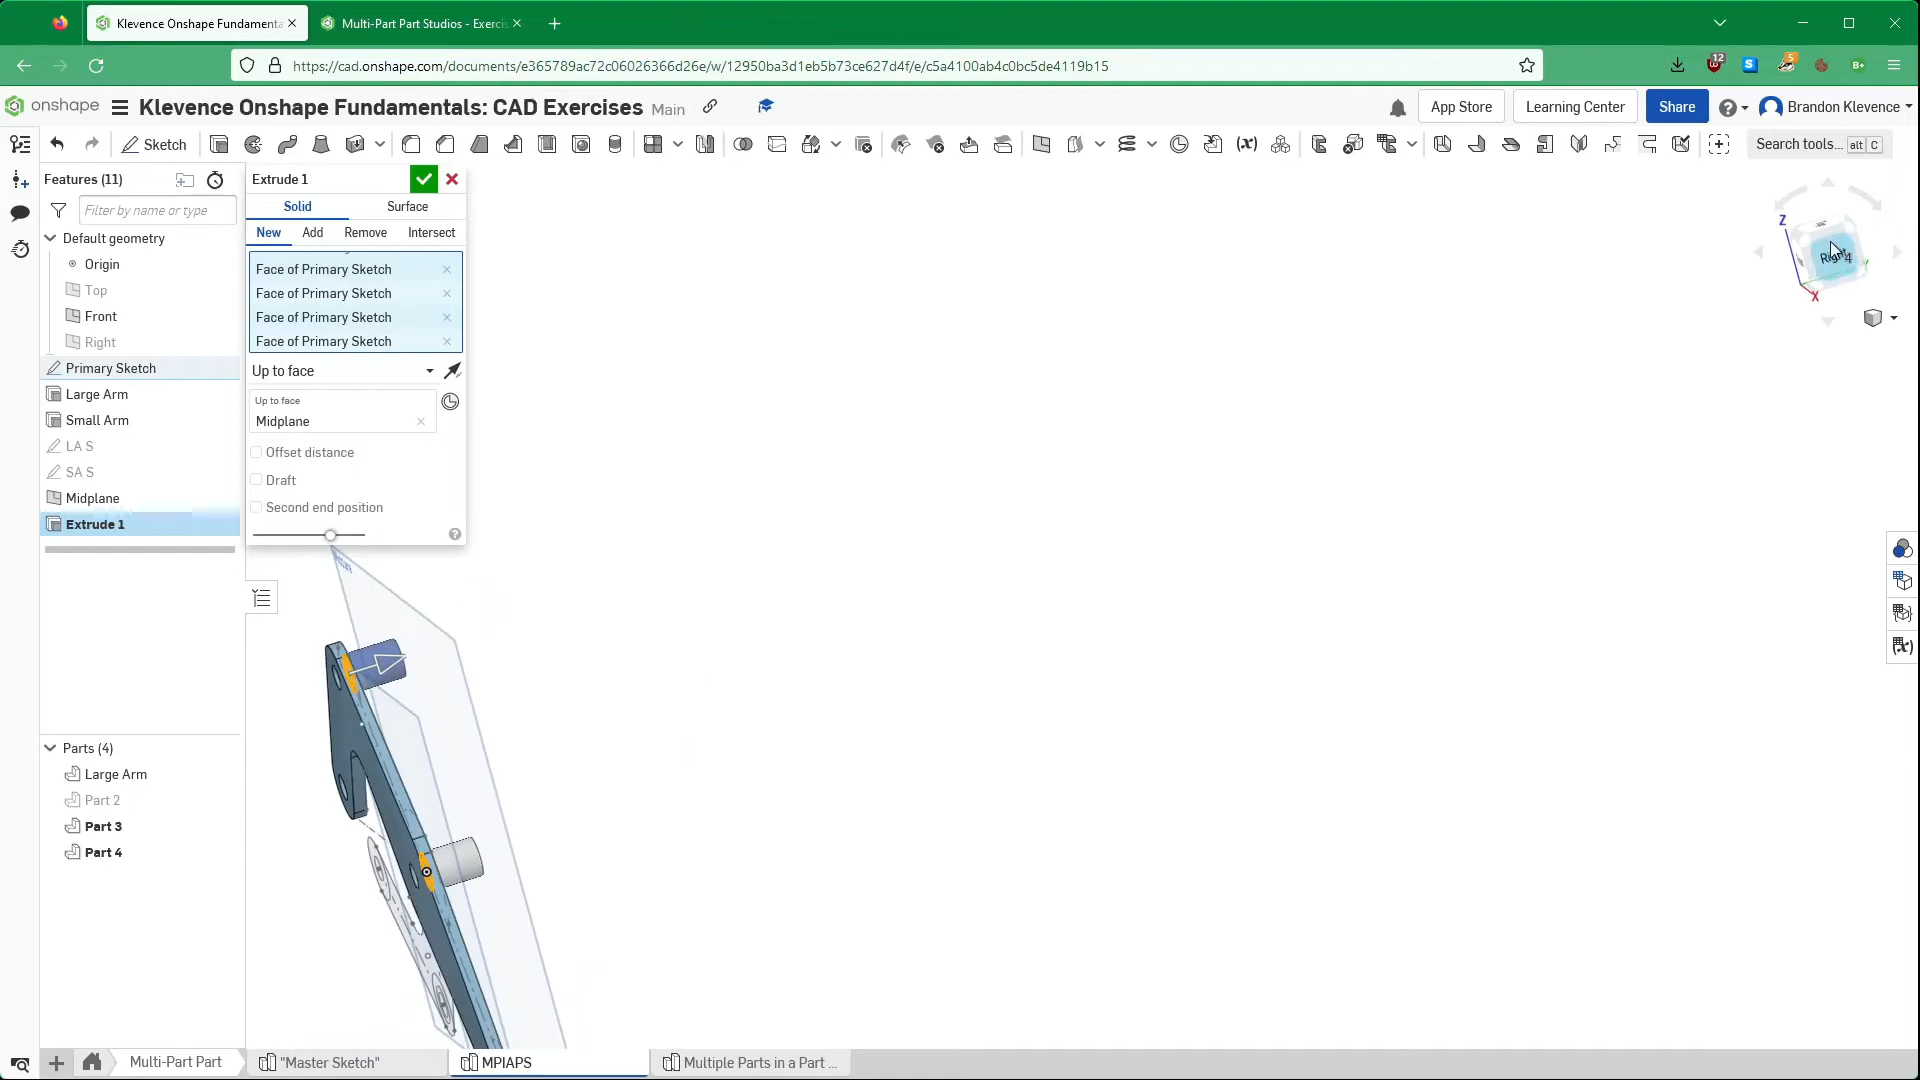 Klevence Onshape Fundamenta
Multi-Part Part Studios - Exercis
https://cad.onshape.com/documents/e365789ac72c06026366d26e/w/12950ba3d1eb5b73ce627d4f/e/c5a4100ab4c0bc5de4119b15
12
5
B+
onshape
Klevence Onshape Fundamentals: CAD Exercises
Main
App Store
Learning Center
Share
Brandon Klevence
Sketch
Search tools...
alt
C
Features (11)
Filter by name or type
Default geometry
Origin
Top
Front
Right
Primary Sketch
Large Arm
Small Arm
LA S
SA S
Midplane
Extrude 1
Parts (4)
Large Arm
Part 2
Part 3
Part 4
Extrude 1
Solid
Surface
New
Add
Remove
Intersect
Face of Primary Sketch
Face of Primary Sketch
Face of Primary Sketch
Face of Primary Sketch
Up to face
Up to face
Midplane
Offset distance
Draft
Second end position
Z
Right
X
Multi-Part Part
"Master Sketch"
MPIAPS
Multiple Parts in a Part ...